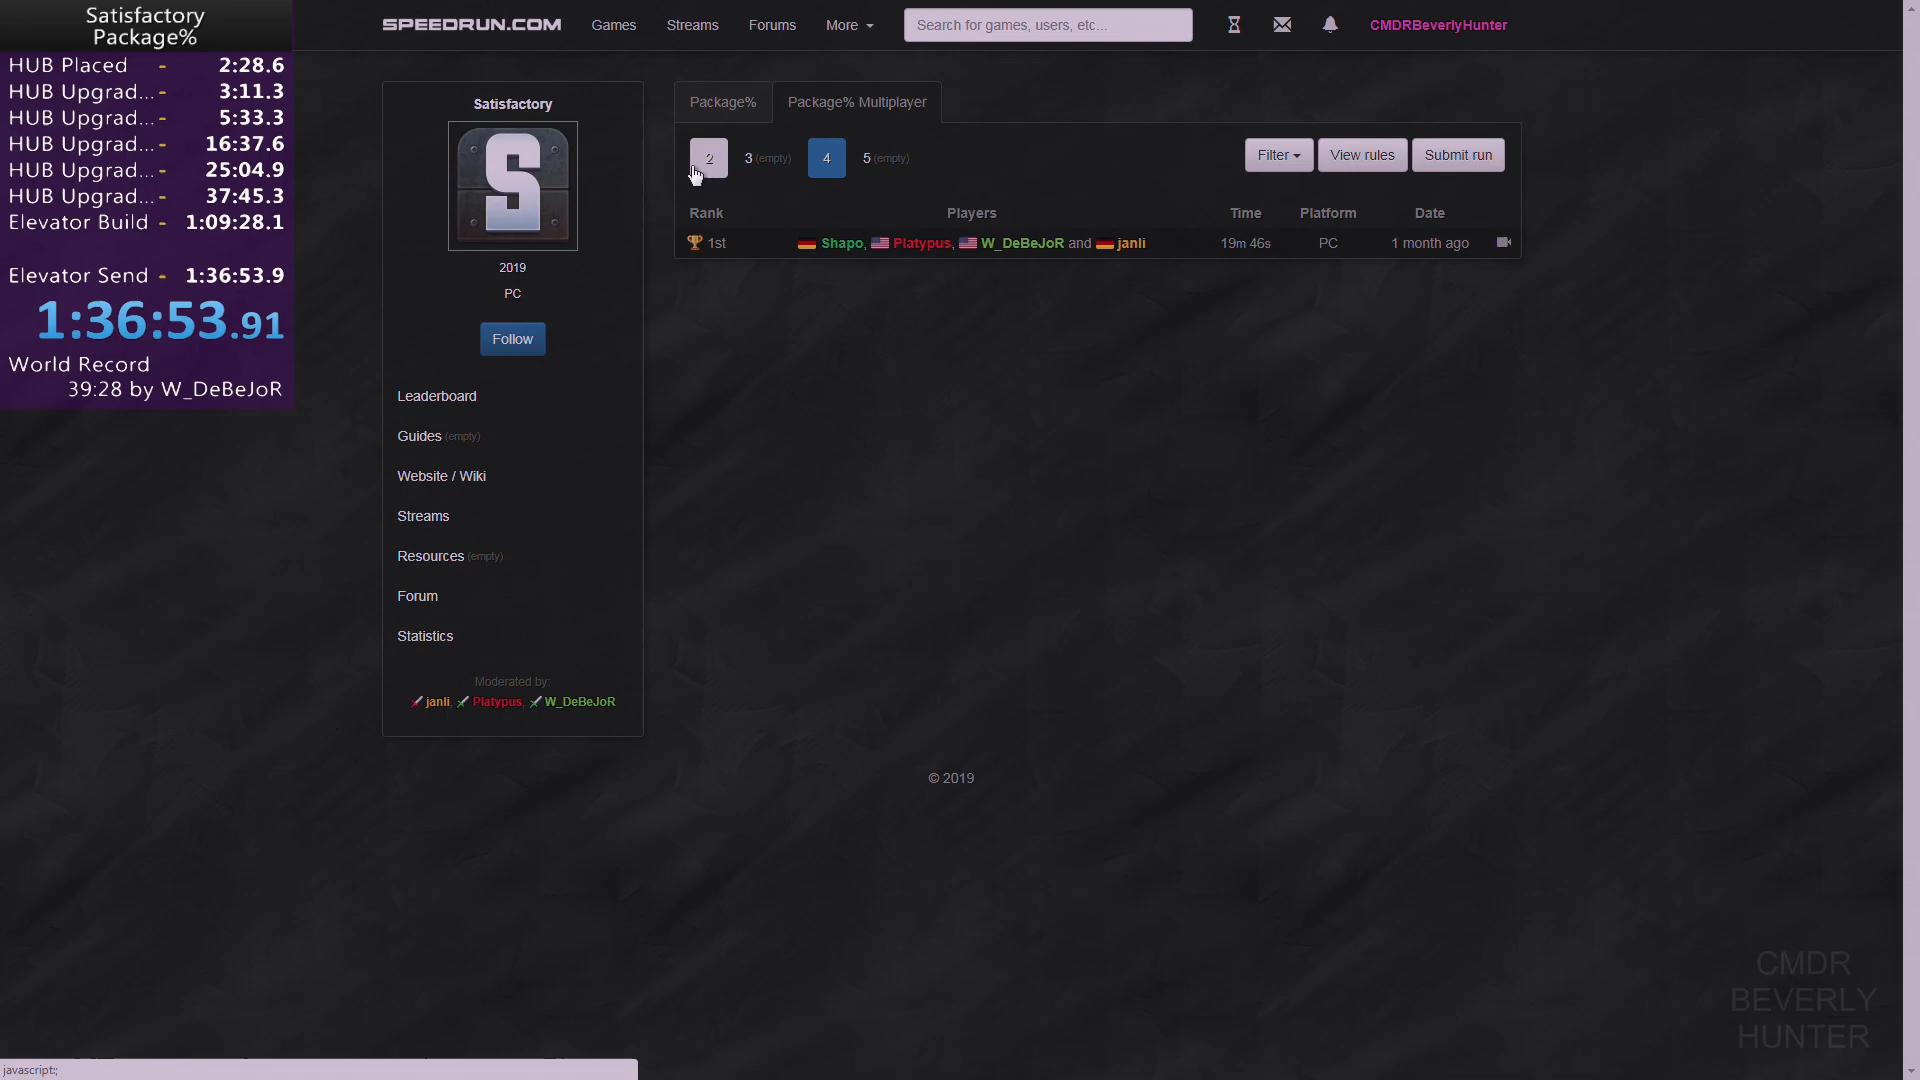 Satisfactory
Package%
HUB Placed - 2:28.6
HUB Upgrad... - 3:11.3
HUB Upgrad... - 5:33.3
HUB Upgrad... - 16:37.6
HUB Upgrad... - 25:04.9
HUB Upgrad... - 37:45.3
Elevator Build - 1:09:28.1
Elevator Send - 1:36:53.9
1:36:53.91
World Record
39:28 by W_DeBeJoR
SPEEDRUN.COM Games Streams Forums More Search for games, users, etc... CMDRBeverlyHunter
Satisfactory
2019
PC
Follow
Leaderboard
Guides (empty)
Website / Wiki
Streams
Resources (empty)
Forum
Statistics
Moderated by:
janli, Platypus, W_DeBeJoR
Package% Package% Multiplayer
2 3 (empty) 4 5 (empty) Filter View rules Submit run
Rank Players Time Platform Date
1st Shapo, Platypus, W_DeBeJoR and janli 19m 46s PC 1 month ago
© 2019
CMDR
BEVERLY
HUNTER
javascript:;